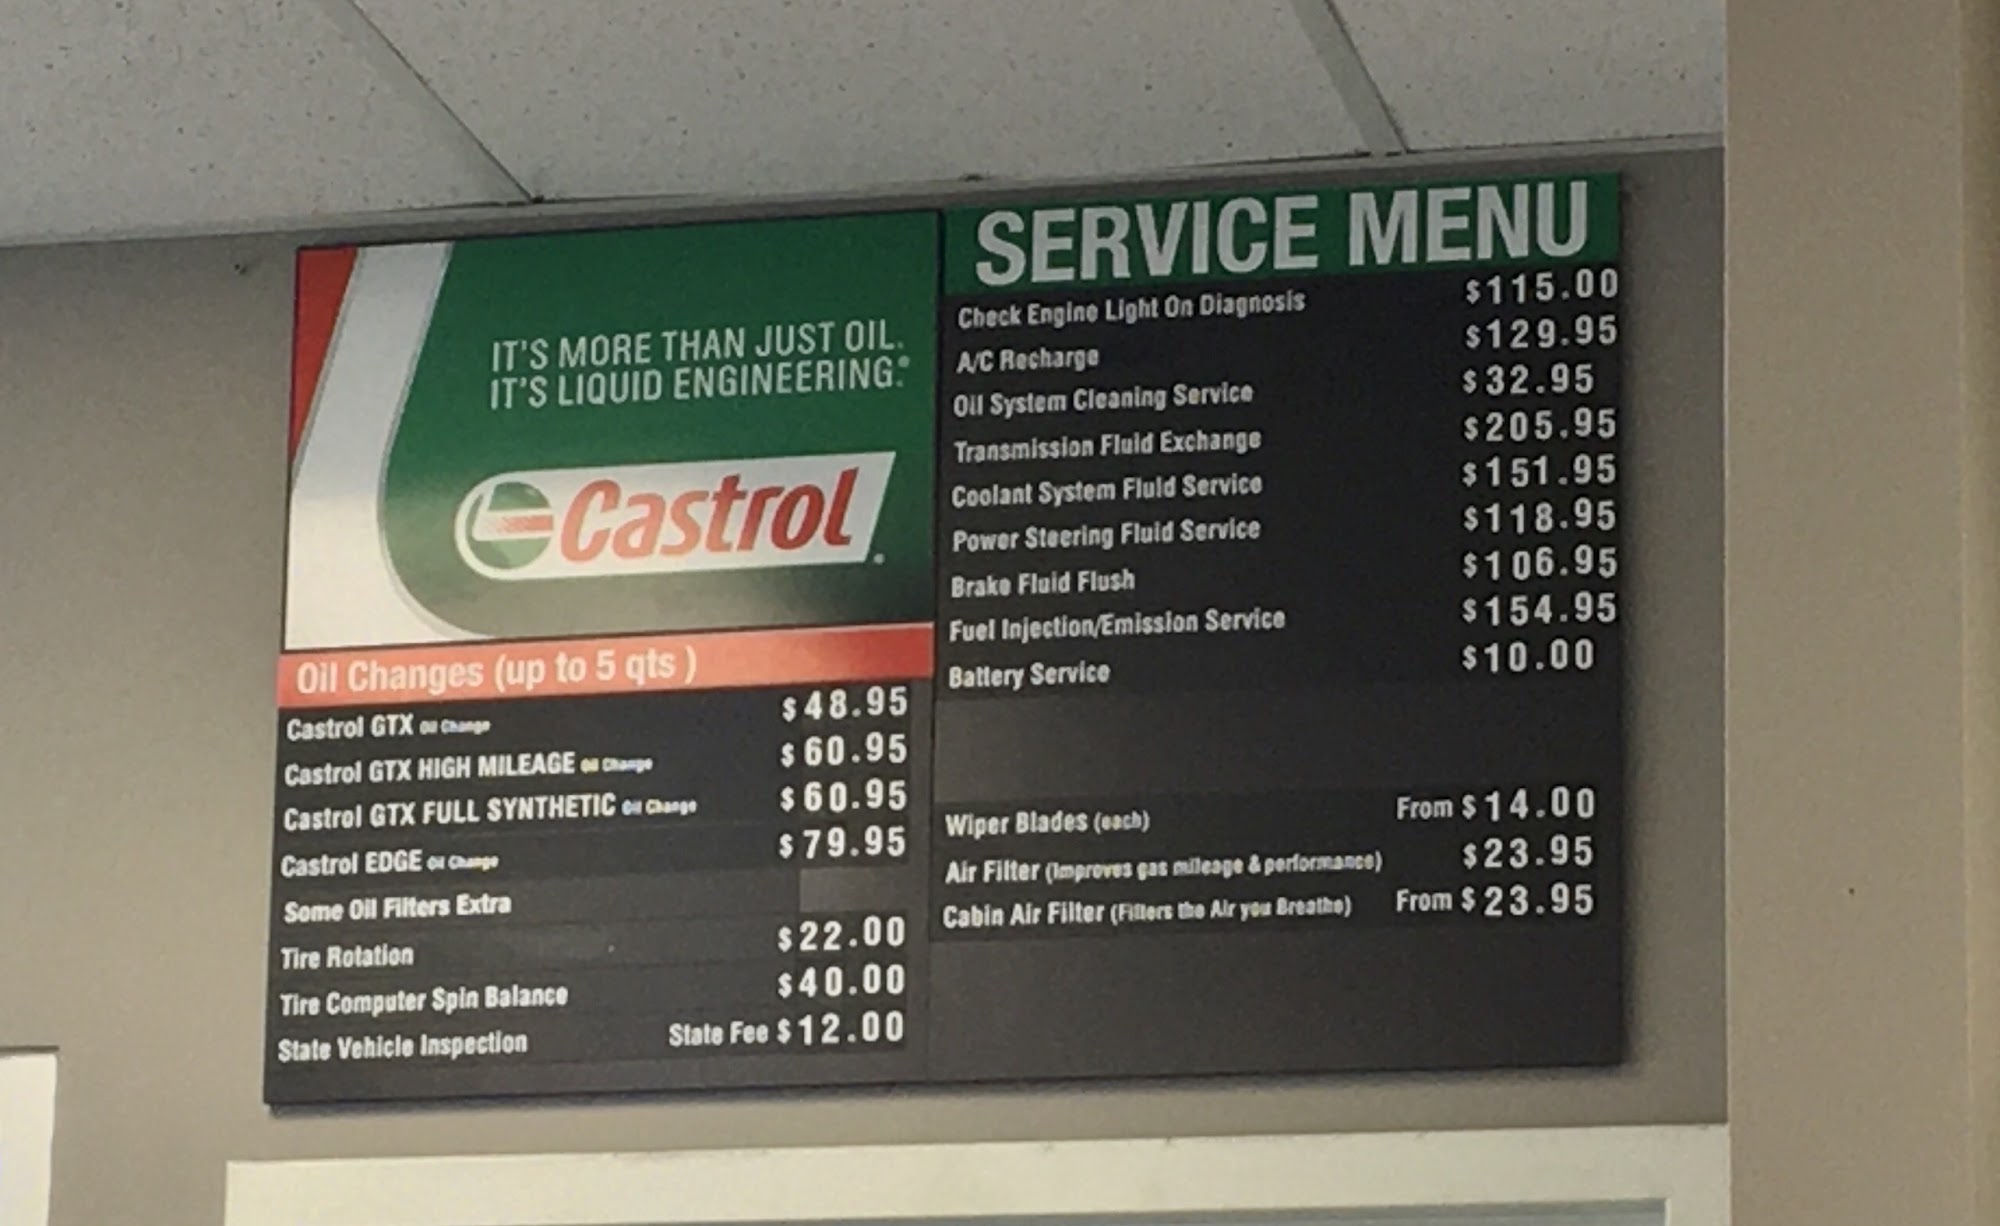 IT'S MORE THAN JUST OIL.
IT'S LIQUID ENGINEERING.®
Castrol
Oil Changes (up to 5 qts )
Castrol GTX Oil Change $48.95
Castrol GTX HIGH MILEAGE Oil Change $60.95
Castrol GTX FULL SYNTHETIC Oil Change $60.95
Castrol EDGE Oil Change $79.95
Some Oil Filters Extra
Tire Rotation $22.00
Tire Computer Spin Balance $40.00
State Vehicle Inspection State Fee $12.00
SERVICE MENU
Check Engine Light On Diagnosis $115.00
A/C Recharge $129.95
Oil System Cleaning Service $32.95
Transmission Fluid Exchange $205.95
Coolant System Fluid Service $151.95
Power Steering Fluid Service $118.95
Brake Fluid Flush $106.95
Fuel Injection/Emission Service $154.95
Battery Service $10.00
Wiper Blades (each) From $14.00
Air Filter (Improves gas mileage & performance) $23.95
Cabin Air Filter (Filters the Air you Breathe) From $23.95